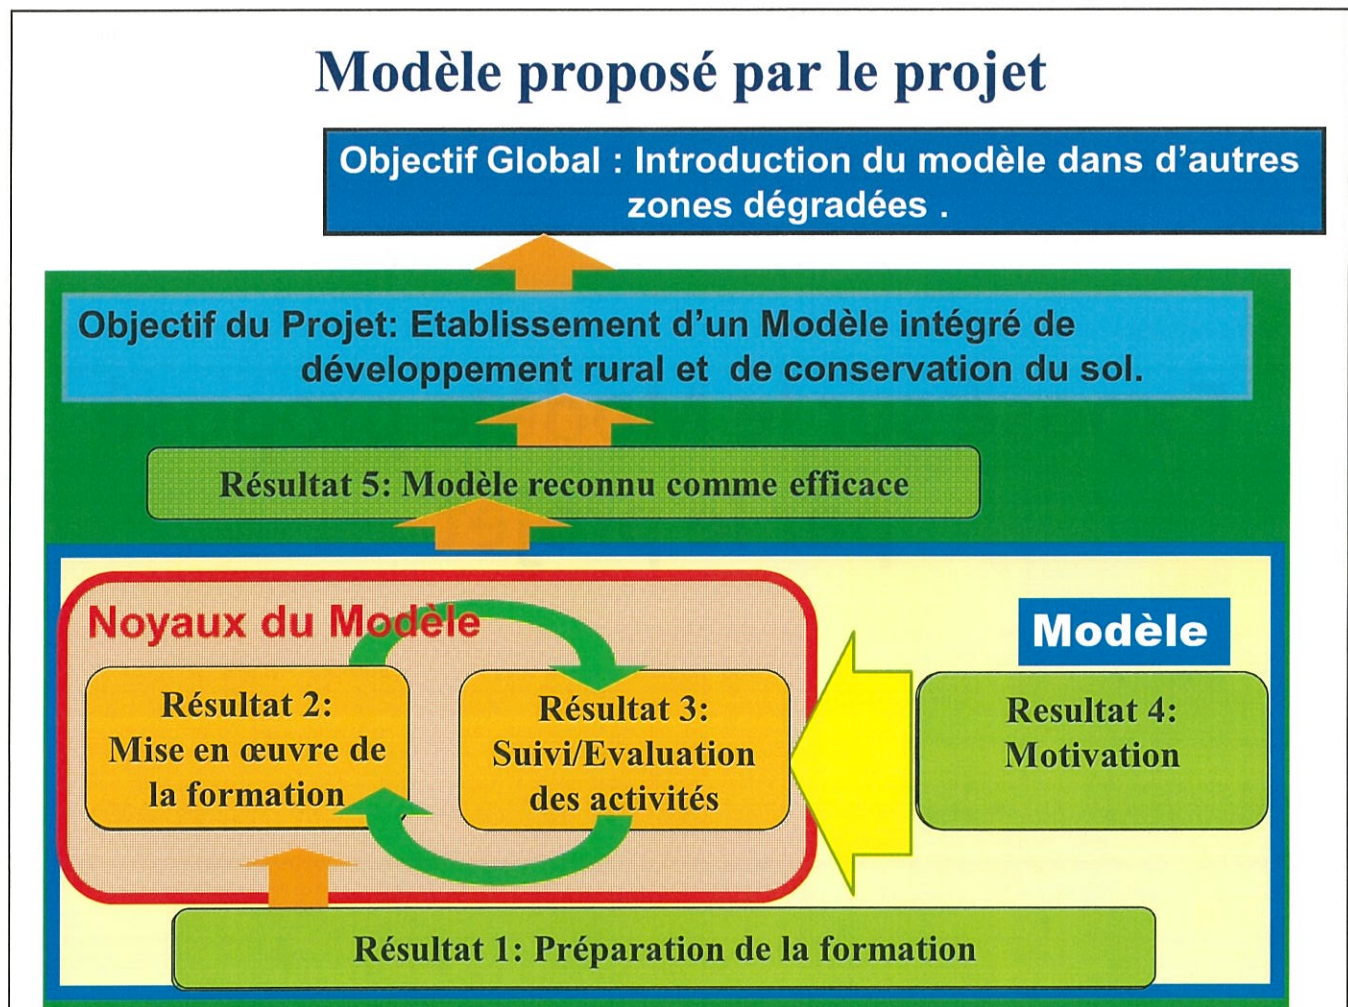 Modèle proposé par le projet
Objectif Global : Introduction du modèle dans d'autres
zones dégradées .
Objectif du Projet: Etablissement d'un Modèle intégré de
développement rural et de conservation du sol.
Résultat 5: Modèle reconnu comme efficace
Noyaux du Modèle
Modèle
Résultat 2:
Mise en œuvre de
la formation
Résultat 3:
Suivi/Evaluation
des activités
Resultat 4:
Motivation
Résultat 1: Préparation de la formation